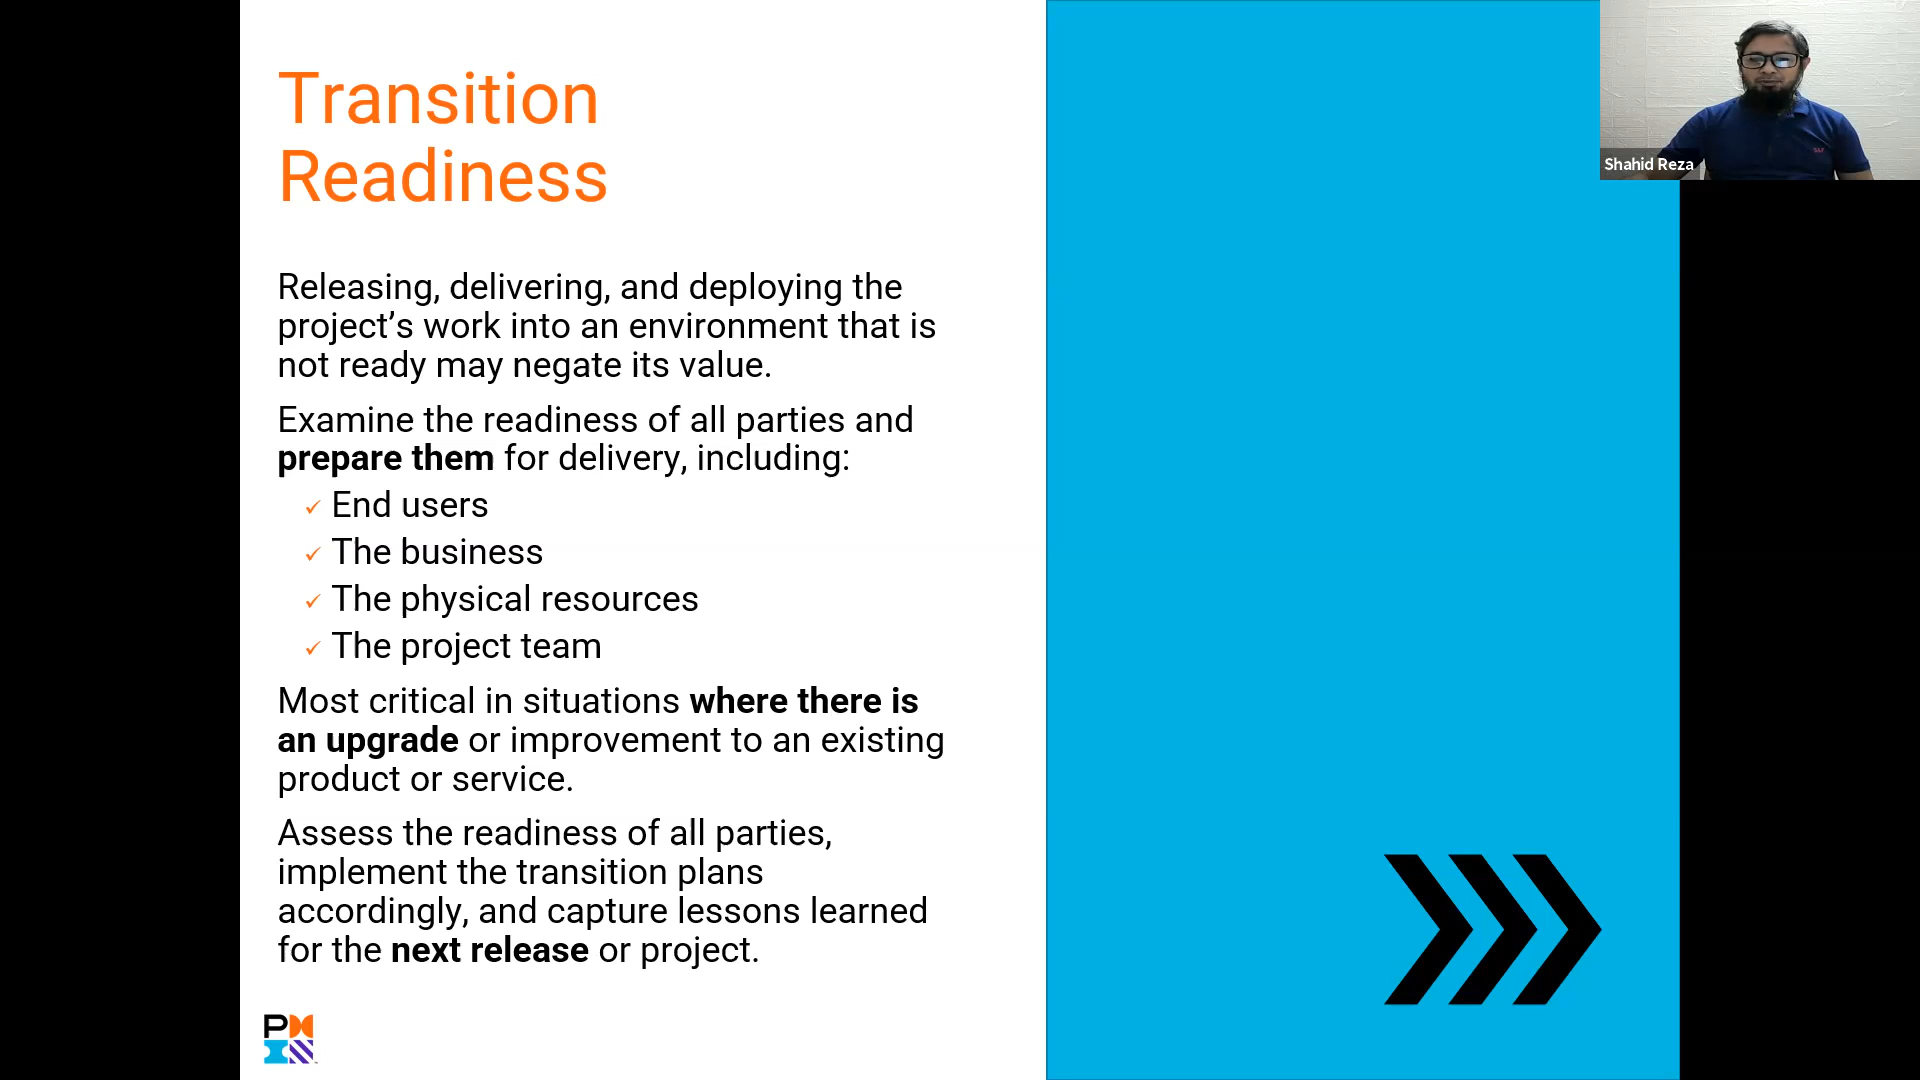 Transition
Readiness
Releasing, delivering, and deploying the
project’s work into an environment that is
not ready may negate its value.
Examine the readiness of all parties and
prepare them for delivery, including:
✓ End users
✓ The business
✓ The physical resources
✓ The project team
Most critical in situations where there is
an upgrade or improvement to an existing
product or service.
Assess the readiness of all parties,
implement the transition plans
accordingly, and capture lessons learned
for the next release or project.
Shahid Reza